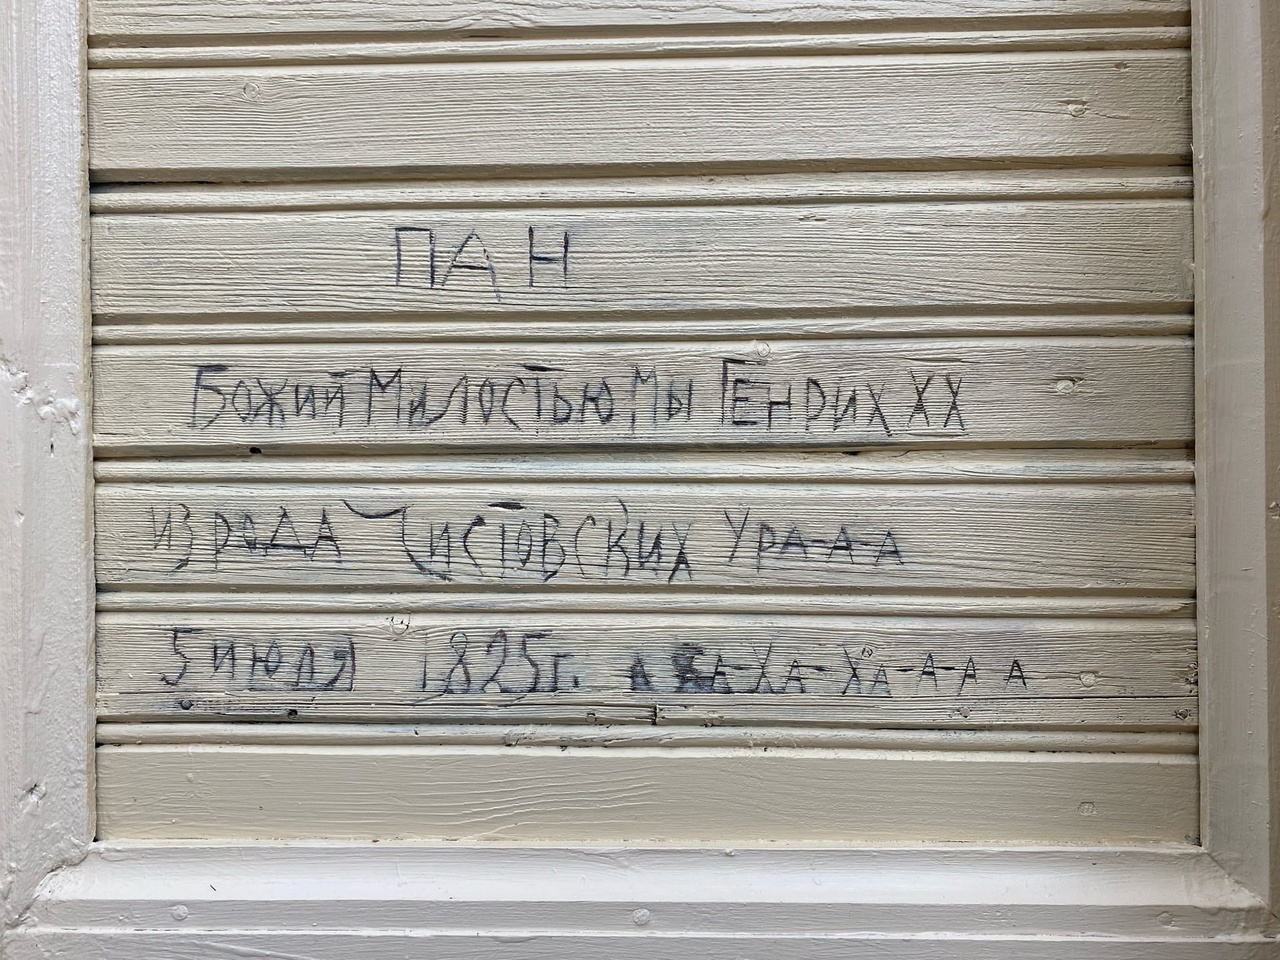 ПАН
Божий Милостью Мы Генрих XX
из рода Чистовских Ура-а-а
5 июля 1825г. А Ха-Ха-Ха-А-А А